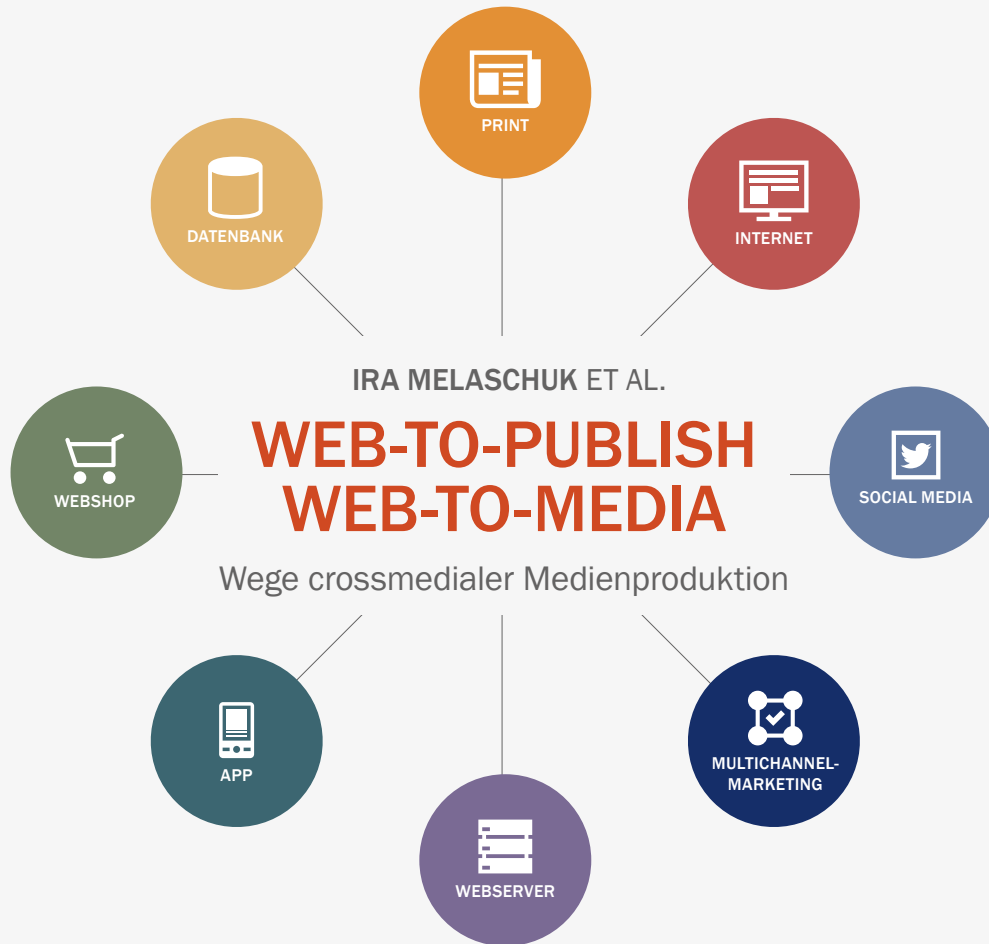 PRINT
DATENBANK
INTERNET
IRA MELASCHUK ET AL.
WEB-TO-PUBLISH
WEB-TO-MEDIA
Wege crossmedialer Medienproduktion
WEBSHOP
SOCIAL MEDIA
APP
MULTICHANNEL-
MARKETING
WEBSERVER